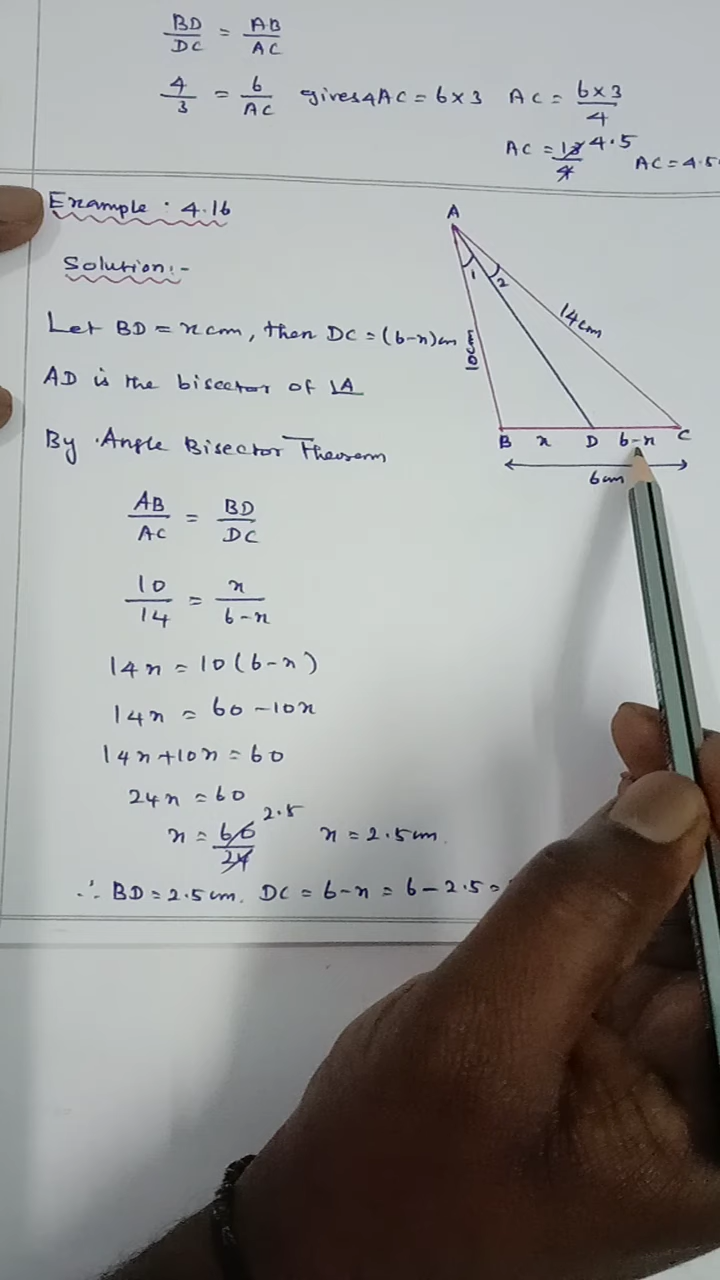 BD/DC = AB/AC
4/3 = 6/AC gives 4AC = 6×3 AC = 6×3/4
AC = 18/4 4.5 AC = 4.5
Example : 4.16
Solution:-
Let BD = x cm, then DC = (6-x) cm
AD is the bisector of ∠A
By Angle Bisector Theorem
AB/AC = BD/DC
10/14 = x/6-x
14x = 10(6-x)
14x = 60-10x
14x+10x = 60
24x = 60
x = 60/24 2.5 x = 2.5 cm.
∴ BD = 2.5 cm. DC = 6-x = 6-2.5 =
A
1 2
10cm
14cm
B x D 6-x C
6cm